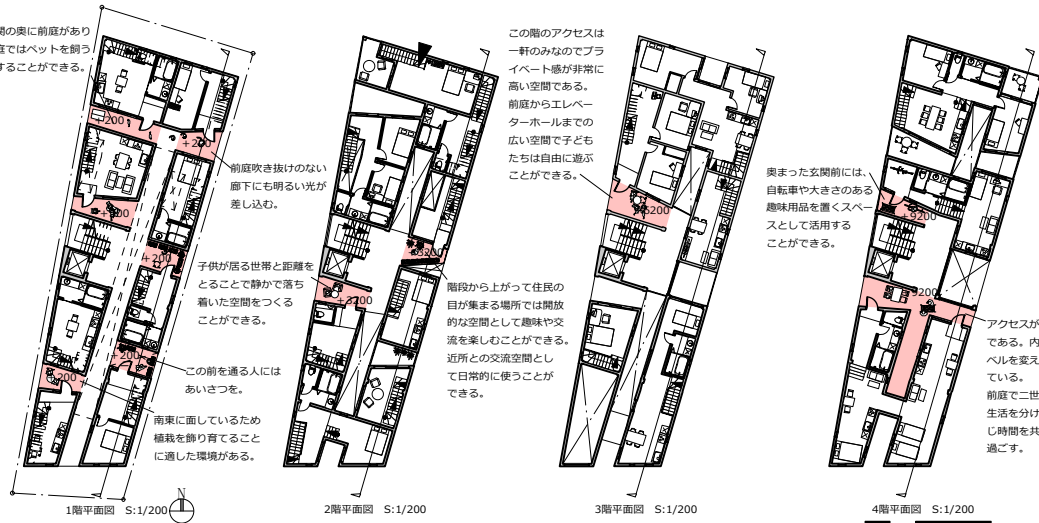 関の奥に前庭があり
庭ではペットを飼う
することができる。
+200
+200
前庭吹き抜けのない
廊下にも明るい光が
差し込む。
+200
+200
+200
+200
この前を通る人には
あいさつを。
南東に面しているため
植栽を飾り育てること
に適した環境がある。
N
1階平面図 S:1/200
子供が居る世帯と距離を
とることで静かで落ち
着いた空間をつくる
ことができる。
+3200
+3200
階段から上がって住民の
目が集まる場所では開放
的な空間として趣味や交
流を楽しむことができる。
近所との交流空間とし
て日常的に使うことが
できる。
2階平面図 S:1/200
この階のアクセスは
一軒のみなのでプラ
イベート感が非常に
高い空間である。
前庭からエレベー
ターホールまでの
広い空間で子ども
たちは自由に遊ぶ
ことができる。
3階平面図 S:1/200
奥まった玄関前には、
自転車や大きさのある
趣味用品を置くスペー
スとして活用する
ことができる。
+9200
+9200
アクセスが
である。内
ベルを変え
ている。
前庭で二世
生活を分け
じ時間を共
過ごす。
4階平面図 S:1/200